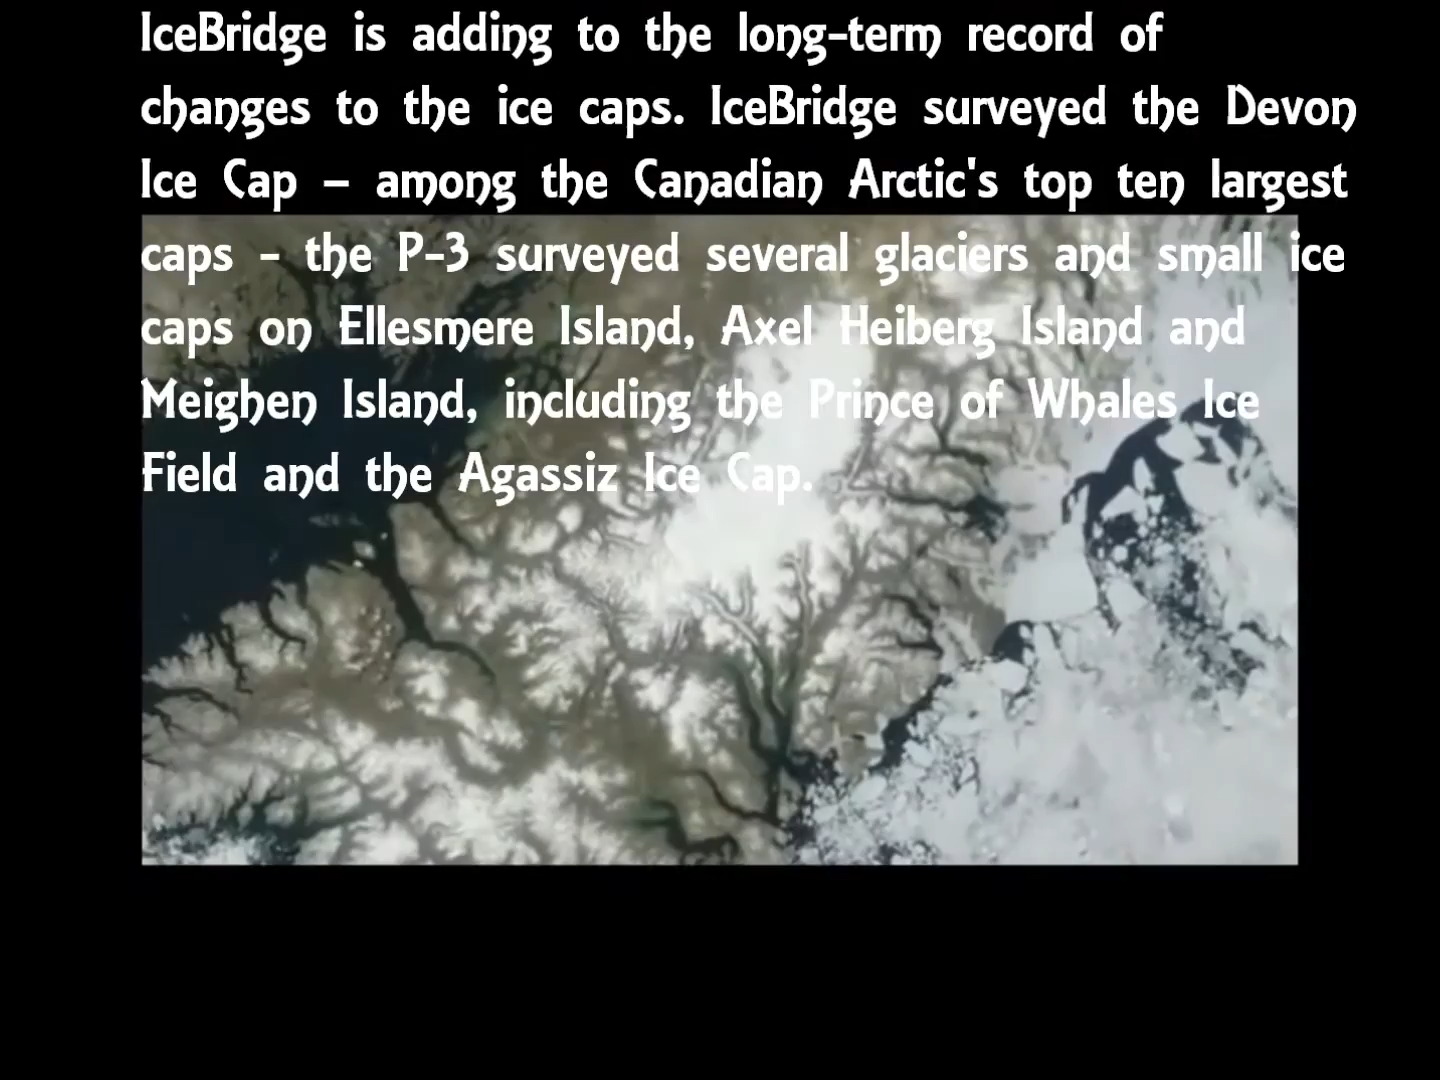 IceBridge is adding to the long-term record of
changes to the ice caps. IceBridge surveyed the Devon
Ice Cap – among the Canadian Arctic's top ten largest
caps - the P-3 surveyed several glaciers and small ice
caps on Ellesmere Island, Axel Heiberg Island and
Meighen Island, including the Prince of Whales Ice
Field and the Agassiz Ice Cap.